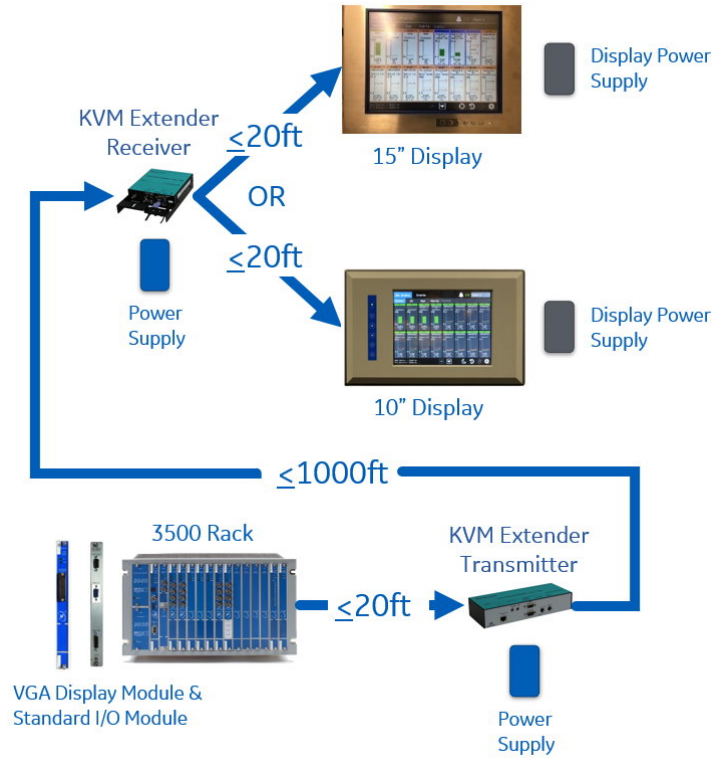 Display Power
Supply
KVM Extender
Receiver
≤20ft
15” Display
OR
≤20ft
Power
Supply
Display Power
Supply
10” Display
≤1000ft
3500 Rack
KVM Extender
Transmitter
≤20ft
VGA Display Module &
Standard I/O Module
Power
Supply